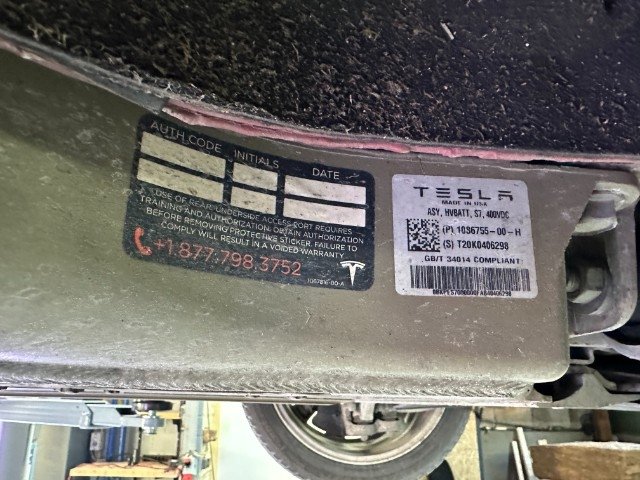 AUTH.CODE INITIALS DATE
USE OF REAR UNDERSIDE ACCESS PORT REQUIRES
TRAINING AND AUTHORIZATION. OBTAIN AUTHORIZATION
BEFORE REMOVING PROTECTIVE STICKER. FAILURE TO
COMPLY WILL RESULT IN A VOIDED WARRANTY.
+1.877.798.3752
TESLA
MADE IN USA
ASY, HVBATT, S7, 400VDC
(P) 1036755-00-H
(S) T20K0406298
GB/T 34014 COMPLIANT